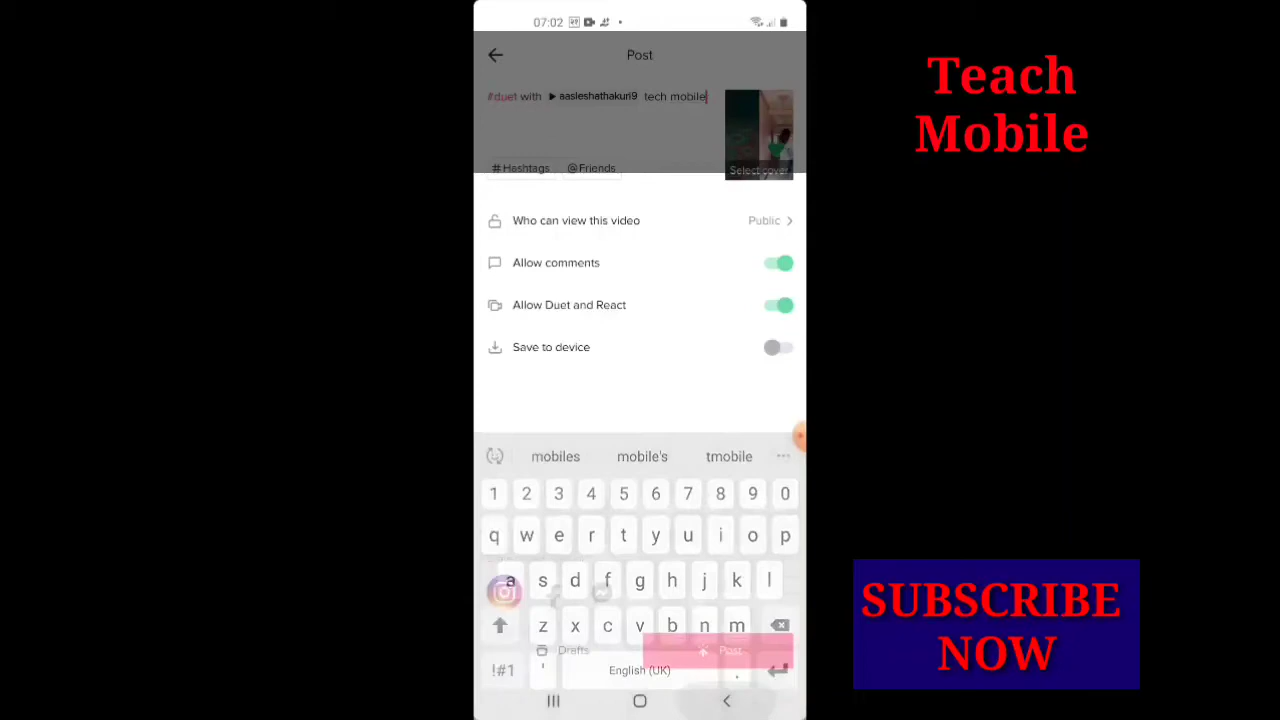 07:02
Post
#duet with aasleshathakuri9 tech mobile
Select cover
#Hashtags @Friends
Who can view this video Public
Allow comments
Allow Duet and React
Save to device
mobiles mobile's tmobile
1 2 3 4 5 6 7 8 9 0
q w e r t y u i o p
a s d f g h j k l
z x c v b n m
Drafts Post
!#1 ' English (UK) .
Teach
Mobile
SUBSCRIBE
NOW